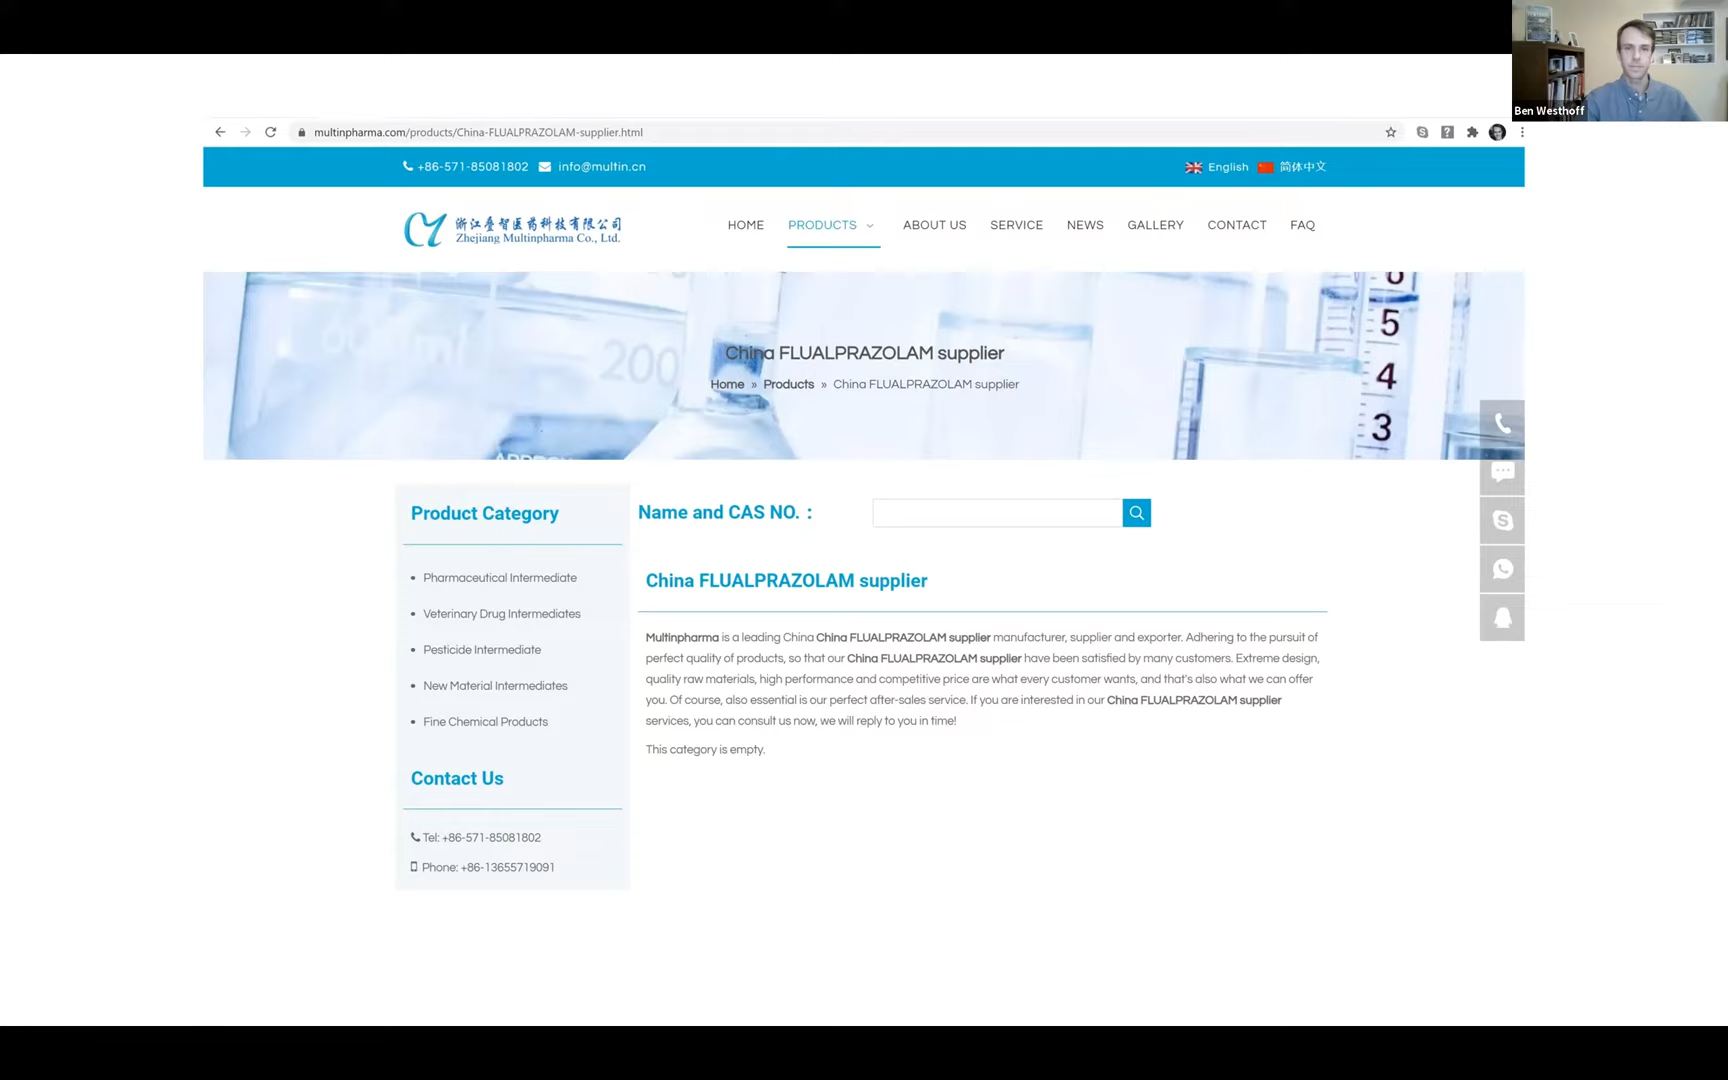 Ben Westhoff
multinpharma.com/products/China-FLUALPRAZOLAM-supplier.html
+86-571-85081802 info@multin.cn
English 简体中文
浙江叠智医药科技有限公司
Zhejiang Multinpharma Co., Ltd.
HOME PRODUCTS ABOUT US SERVICE NEWS GALLERY CONTACT FAQ
200
6
5
4
3
China FLUALPRAZOLAM supplier
Home » Products » China FLUALPRAZOLAM supplier
Product Category
Pharmaceutical Intermediate
Veterinary Drug Intermediates
Pesticide Intermediate
New Material Intermediates
Fine Chemical Products
Contact Us
Tel: +86-571-85081802
Phone: +86-13655719091
Name and CAS NO. :
China FLUALPRAZOLAM supplier
Multinpharma is a leading China China FLUALPRAZOLAM supplier manufacturer, supplier and exporter. Adhering to the pursuit of
perfect quality of products, so that our China FLUALPRAZOLAM supplier have been satisfied by many customers. Extreme design,
quality raw materials, high performance and competitive price are what every customer wants, and that's also what we can offer
you. Of course, also essential is our perfect after-sales service. If you are interested in our China FLUALPRAZOLAM supplier
services, you can consult us now, we will reply to you in time!
This category is empty.